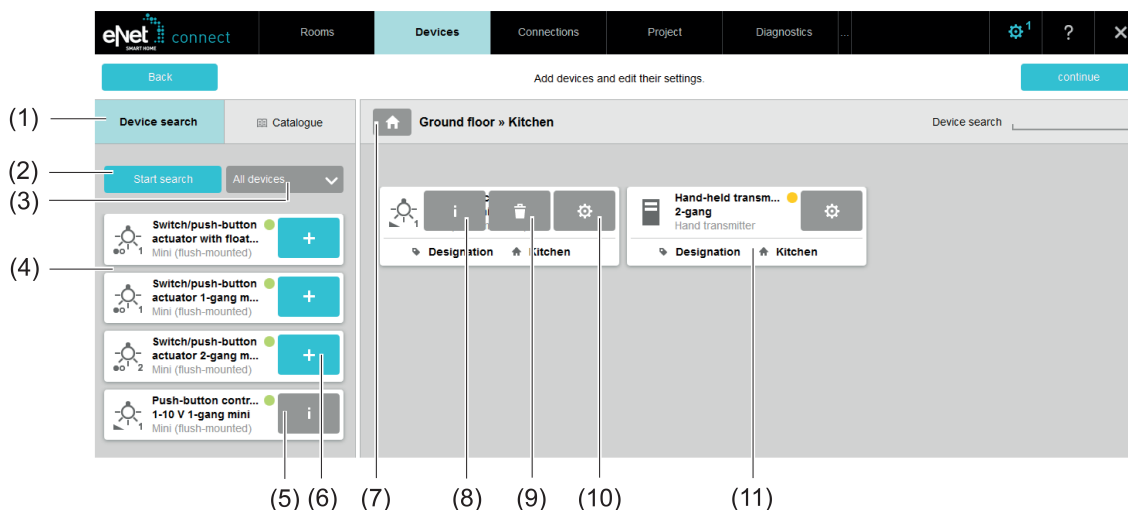 eNet connect Rooms Devices Connections Project Diagnostics ... 1 ? ×
SMART HOME
Back Add devices and edit their settings. continue
(1) Device search Catalogue Ground floor » Kitchen Device search
(2) Start search All devices
(3)
(4)
Switch/push-button
actuator with float...
Mini (flush-mounted)
1
+
Switch/push-button
actuator 1-gang m...
Mini (flush-mounted)
1
+
Switch/push-button
actuator 2-gang m...
Mini (flush-mounted)
2
+
Push-button contr...
1-10 V 1-gang mini
Mini (flush-mounted)
1
i
1
i
Designation Kitchen
Hand-held transm...
2-gang
Hand transmitter
Designation Kitchen
(5) (6) (7) (8) (9) (10) (11)